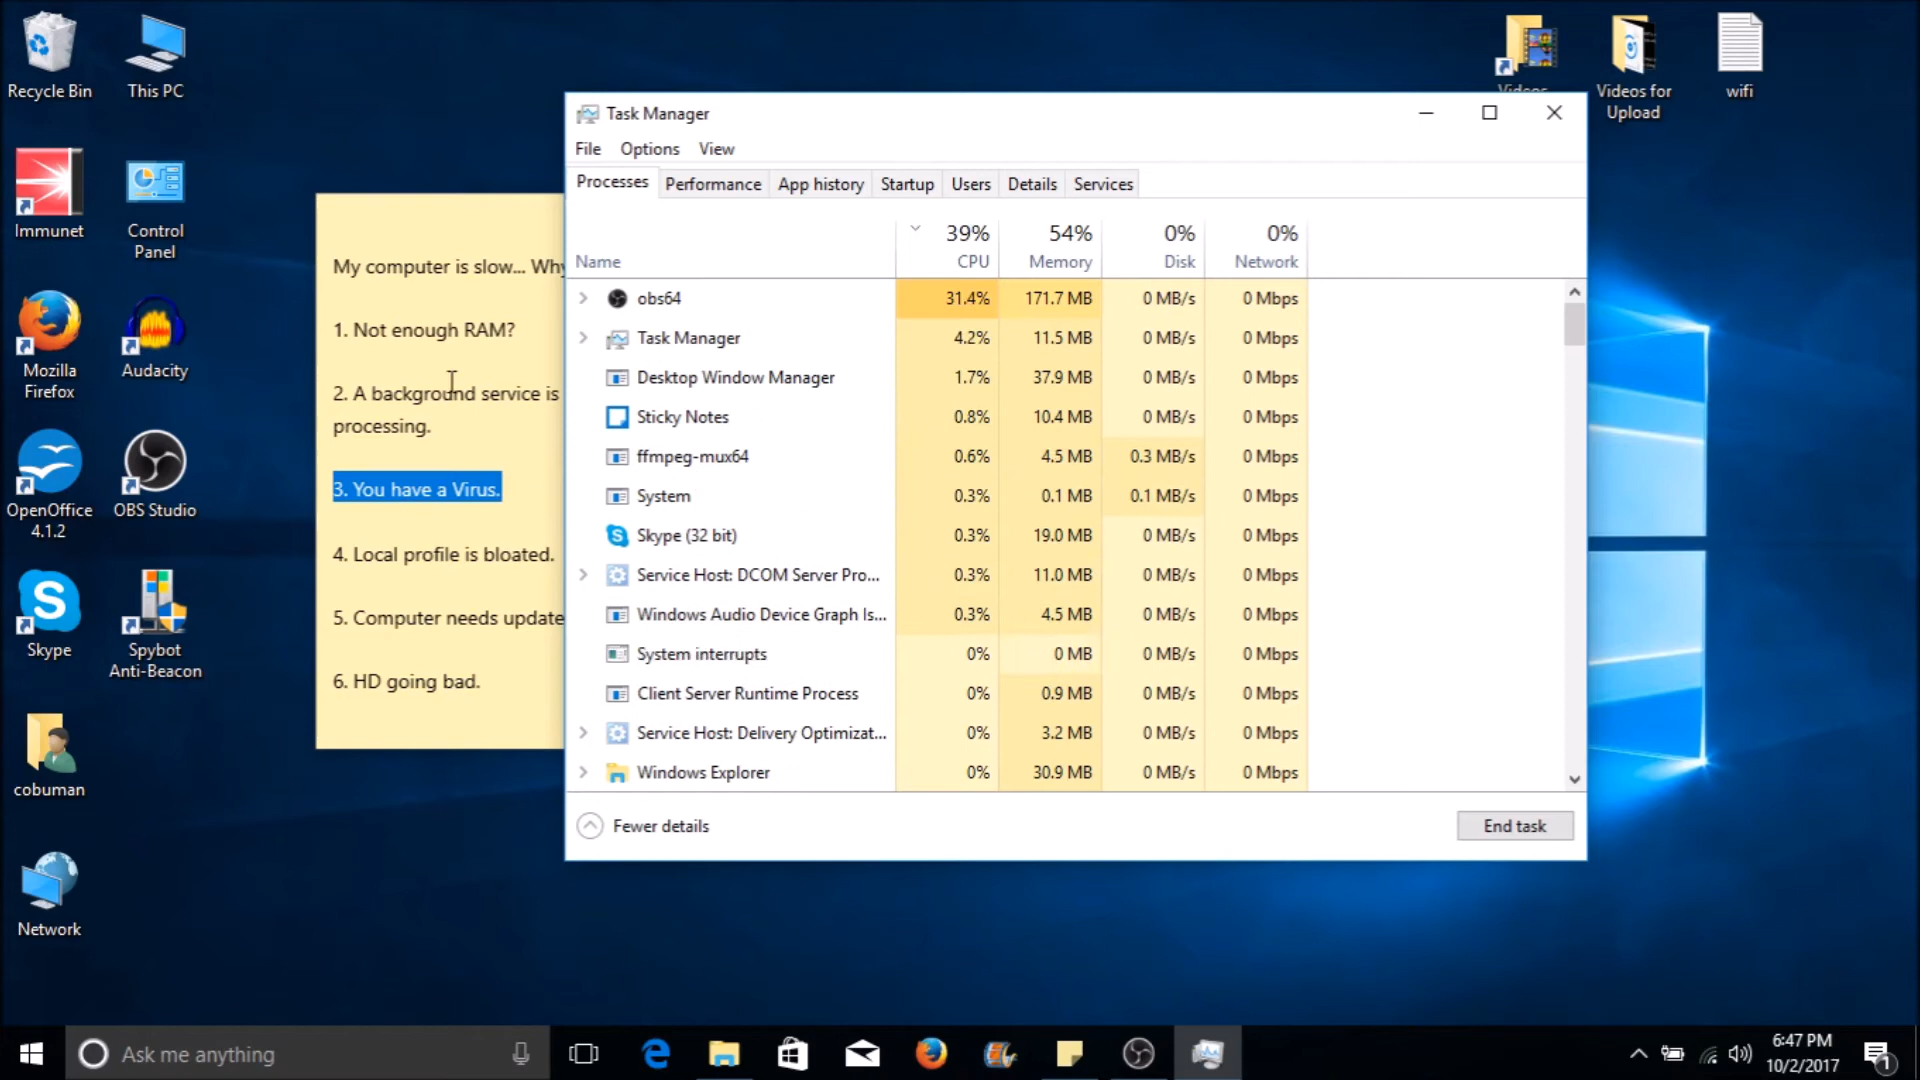 Recycle Bin
This PC
Videos for
Upload
wifi
Immunet
Control
Panel
Mozilla
Firefox
Audacity
OpenOffice
4.1.2
OBS Studio
Skype
Spybot
Anti-Beacon
cobuman
Network
My computer is slow... Why
1. Not enough RAM?
2. A background service is
processing.
3. You have a Virus.
4. Local profile is bloated.
5. Computer needs update
6. HD going bad.
Task Manager
File Options View
Processes Performance App history Startup Users Details Services
39% 54% 0% 0%
Name CPU Memory Disk Network
obs64 31.4% 171.7 MB 0 MB/s 0 Mbps
Task Manager 4.2% 11.5 MB 0 MB/s 0 Mbps
Desktop Window Manager 1.7% 37.9 MB 0 MB/s 0 Mbps
Sticky Notes 0.8% 10.4 MB 0 MB/s 0 Mbps
ffmpeg-mux64 0.6% 4.5 MB 0.3 MB/s 0 Mbps
System 0.3% 0.1 MB 0.1 MB/s 0 Mbps
Skype (32 bit) 0.3% 19.0 MB 0 MB/s 0 Mbps
Service Host: DCOM Server Pro... 0.3% 11.0 MB 0 MB/s 0 Mbps
Windows Audio Device Graph Is... 0.3% 4.5 MB 0 MB/s 0 Mbps
System interrupts 0% 0 MB 0 MB/s 0 Mbps
Client Server Runtime Process 0% 0.9 MB 0 MB/s 0 Mbps
Service Host: Delivery Optimizat... 0% 3.2 MB 0 MB/s 0 Mbps
Windows Explorer 0% 30.9 MB 0 MB/s 0 Mbps
Fewer details
End task
Ask me anything
6:47 PM
10/2/2017
1